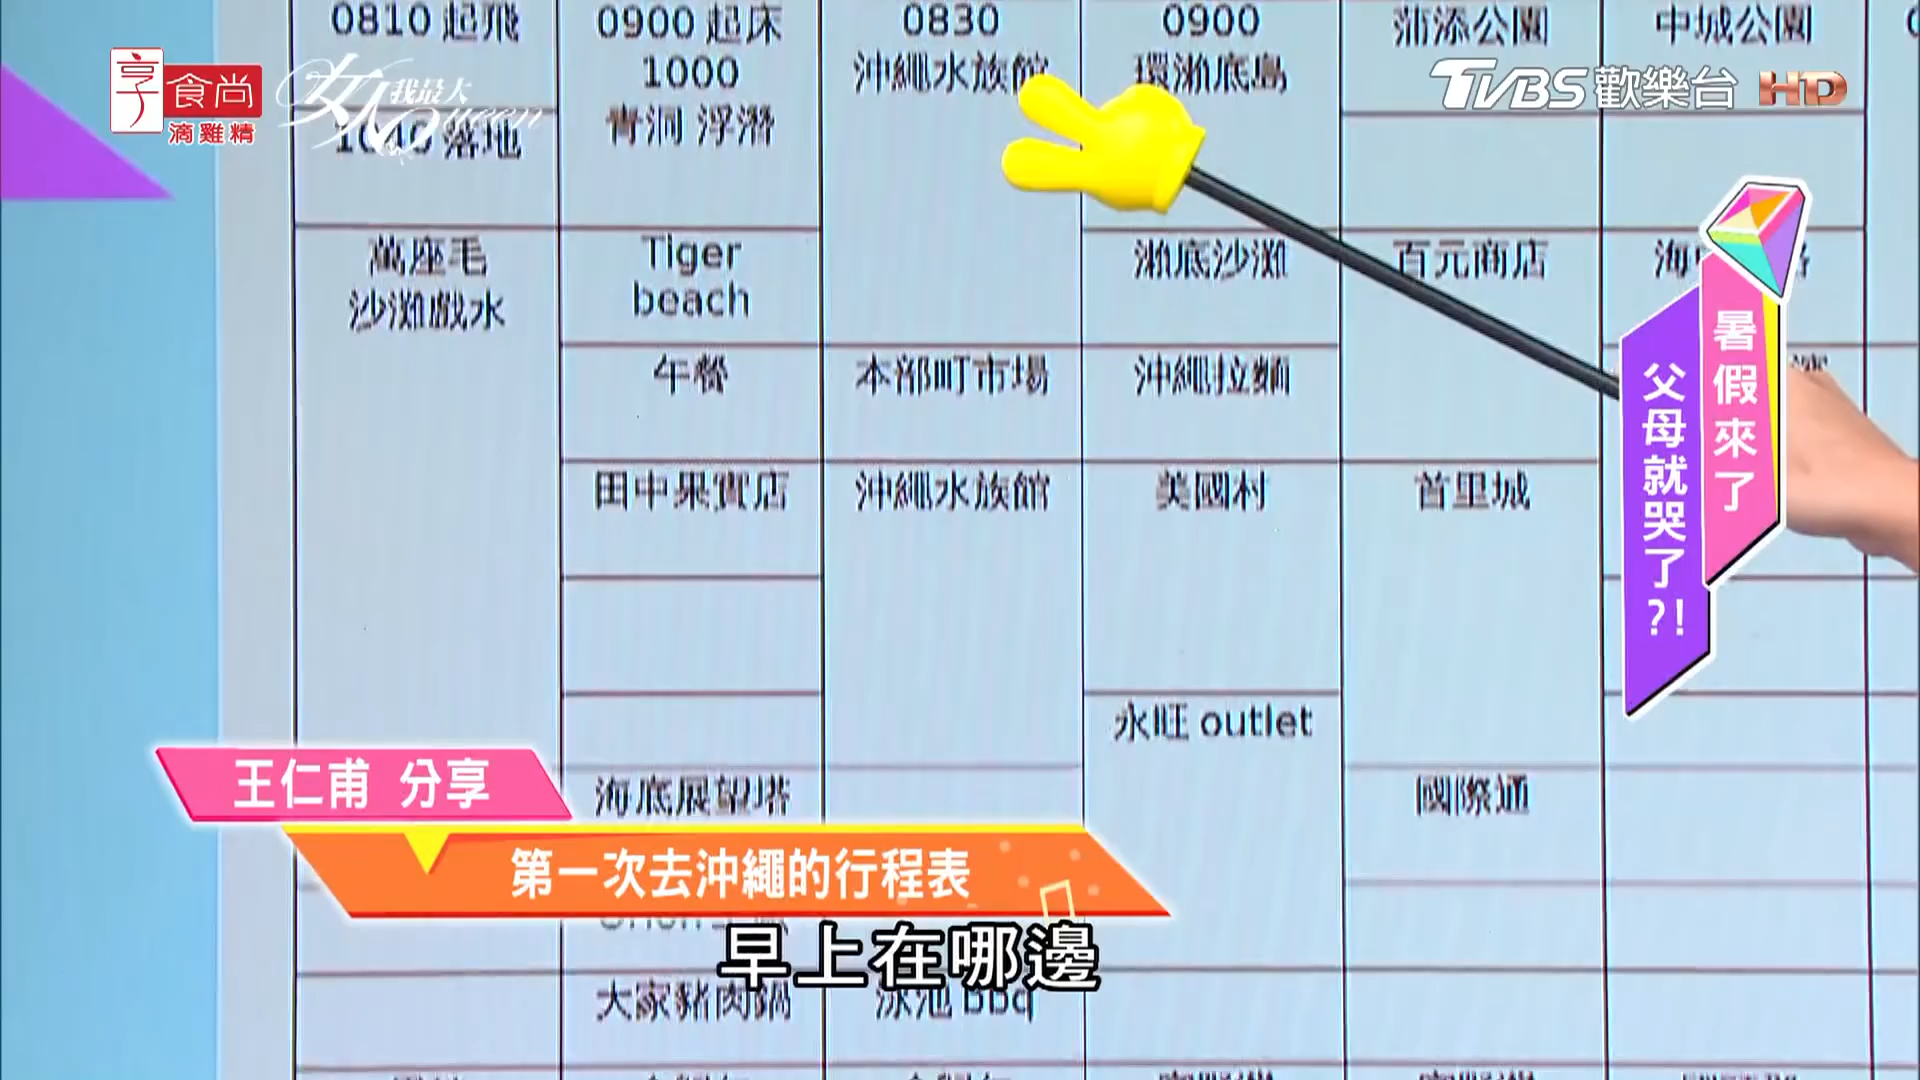 0810 起飛
0900 起床
0830
0900
蒲添公園
中城公園
1000
沖繩水族館
環瀨底島
青洞 浮潛
1040 落地
亨
食尚
滴雞精
女人我最大
Queen
TVBS歡樂台 HD
萬座毛
沙灘戲水
Tiger
beach
瀨底沙灘
百元商店
午餐
本部町市場
沖繩拉麵
田中果實店
沖繩水族館
美國村
首里城
永旺 outlet
海底展望塔
國際通
大家豬肉鍋
泳池 bbq
暑假來了
父母就哭了?!
王仁甫 分享
第一次去沖繩的行程表
早上在哪邊